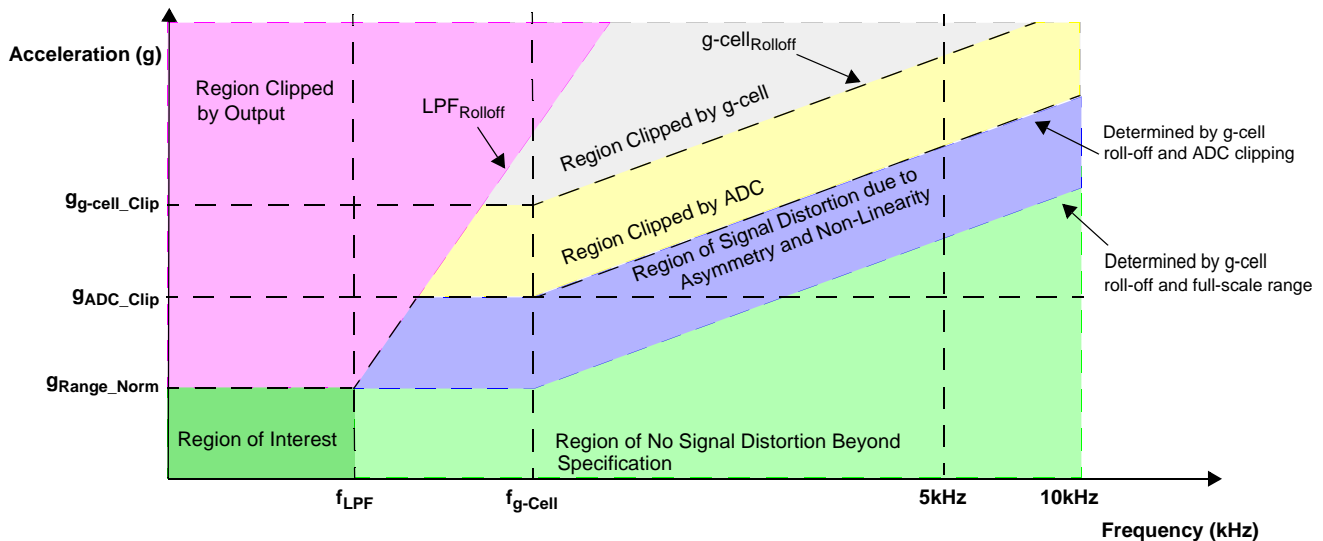 Acceleration (g)
Region Clipped
by Output
LPFRolloff
g-cellRolloff
Region Clipped by g-cell
Region Clipped by ADC
Region of Signal Distortion due to
Asymmetry and Non-Linearity
Determined by g-cell
roll-off and ADC clipping
Determined by g-cell
roll-off and full-scale range
gg-cell_Clip
gADC_Clip
gRange_Norm
Region of Interest
Region of No Signal Distortion Beyond
Specification
fLPF
fg-Cell
5kHz
10kHz
Frequency (kHz)